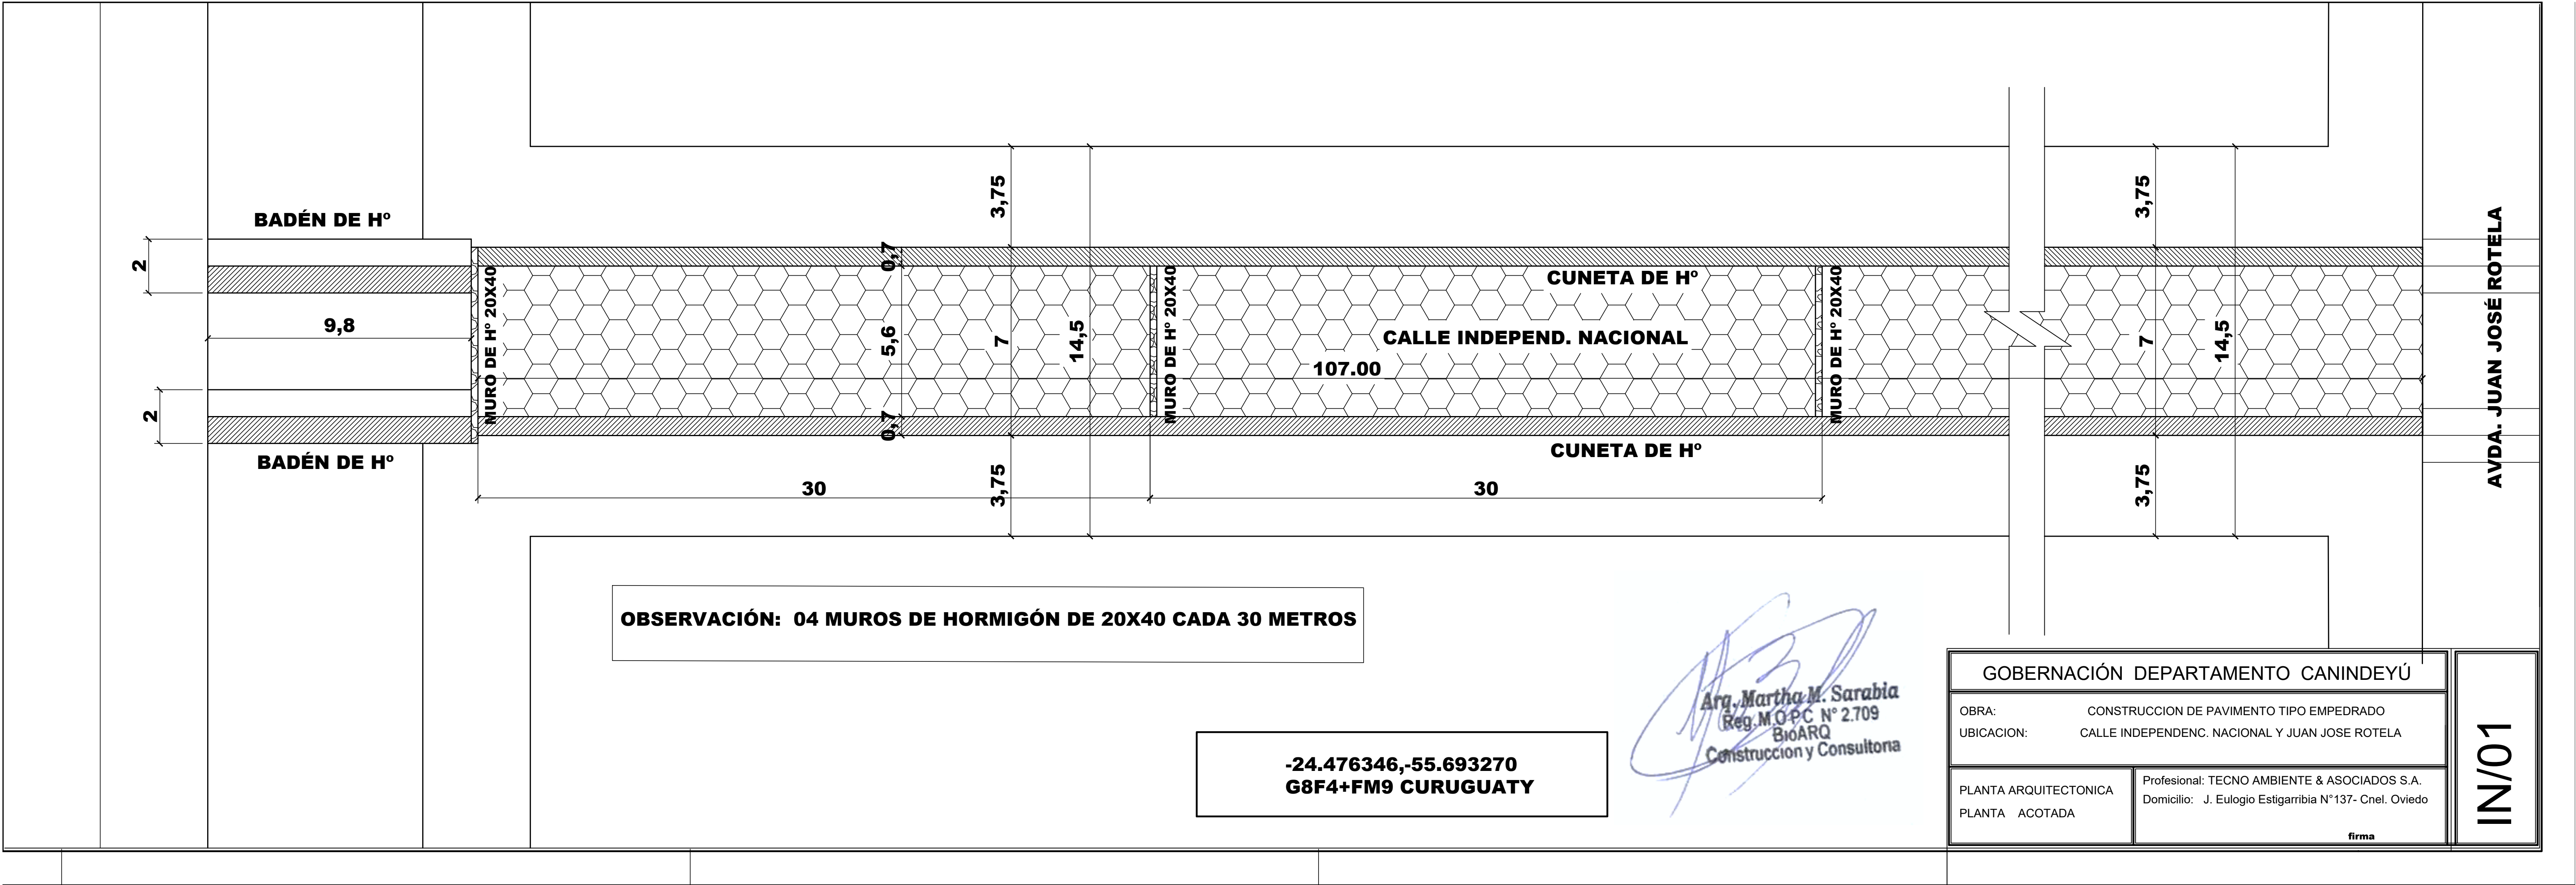 BADÉN DE Hº
2
9,8
2
BADÉN DE Hº
MURO DE Hº 20X40
0,7
5,6
0,7
3,75
7
3,75
14,5
MURO DE Hº 20X40
30
30
CUNETA DE Hº
CALLE INDEPEND. NACIONAL
107.00
CUNETA DE Hº
MURO DE Hº 20X40
3,75
7
3,75
14,5
AVDA. JUAN JOSÉ ROTELA
OBSERVACIÓN: 04 MUROS DE HORMIGÓN DE 20X40 CADA 30 METROS
-24.476346,-55.693270
G8F4+FM9 CURUGUATY
Arq. Martha M. Sarabia
Reg. M.O.P.C N° 2.709
BioARQ
Construccion y Consultoria
GOBERNACIÓN DEPARTAMENTO CANINDEYÚ
OBRA: CONSTRUCCION DE PAVIMENTO TIPO EMPEDRADO
UBICACION: CALLE INDEPENDENC. NACIONAL Y JUAN JOSE ROTELA
PLANTA ARQUITECTONICA
PLANTA ACOTADA
Profesional: TECNO AMBIENTE & ASOCIADOS S.A.
Domicilio: J. Eulogio Estigarribia N°137- Cnel. Oviedo
firma
IN/01